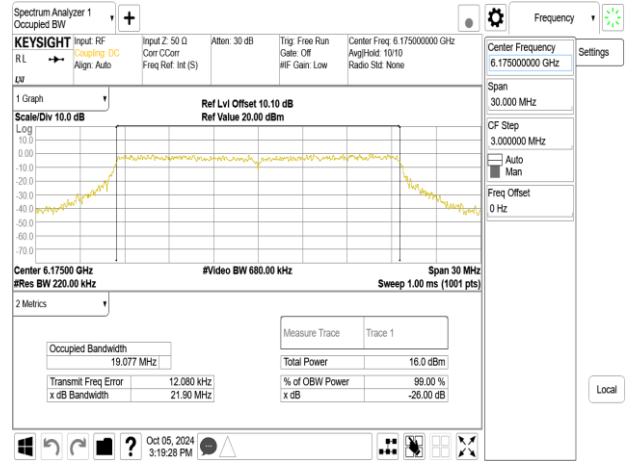 Spectrum Analyzer 1
Occupied BW
KEYSIGHT
R L
LXI
Input: RF
Coupling: DC
Align: Auto
Input Z: 50 Ω
Corr CCorr
Freq Ref: Int (S)
Atten: 30 dB
Trig: Free Run
Gate: Off
#IF Gain: Low
Center Freq: 6.175000000 GHz
Avg|Hold: 10/10
Radio Std: None
1 Graph
Scale/Div 10.0 dB
Ref Lvl Offset 10.10 dB
Ref Value 20.00 dBm
Log
10.0
0.00
-10.0
-20.0
-30.0
-40.0
-50.0
-60.0
-70.0
Center 6.17500 GHz
#Video BW 680.00 kHz
Span 30 MHz
#Res BW 220.00 kHz
Sweep 1.00 ms (1001 pts)
2 Metrics
Occupied Bandwidth
19.077 MHz
Transmit Freq Error 12.080 kHz
x dB Bandwidth 21.90 MHz
Measure Trace Trace 1
Total Power 16.0 dBm
% of OBW Power 99.00 %
x dB -26.00 dB
Oct 05, 2024
3:19:28 PM
Frequency
Center Frequency
6.175000000 GHz
Span
30.000 MHz
CF Step
3.000000 MHz
Auto
Man
Freq Offset
0 Hz
Settings
Local